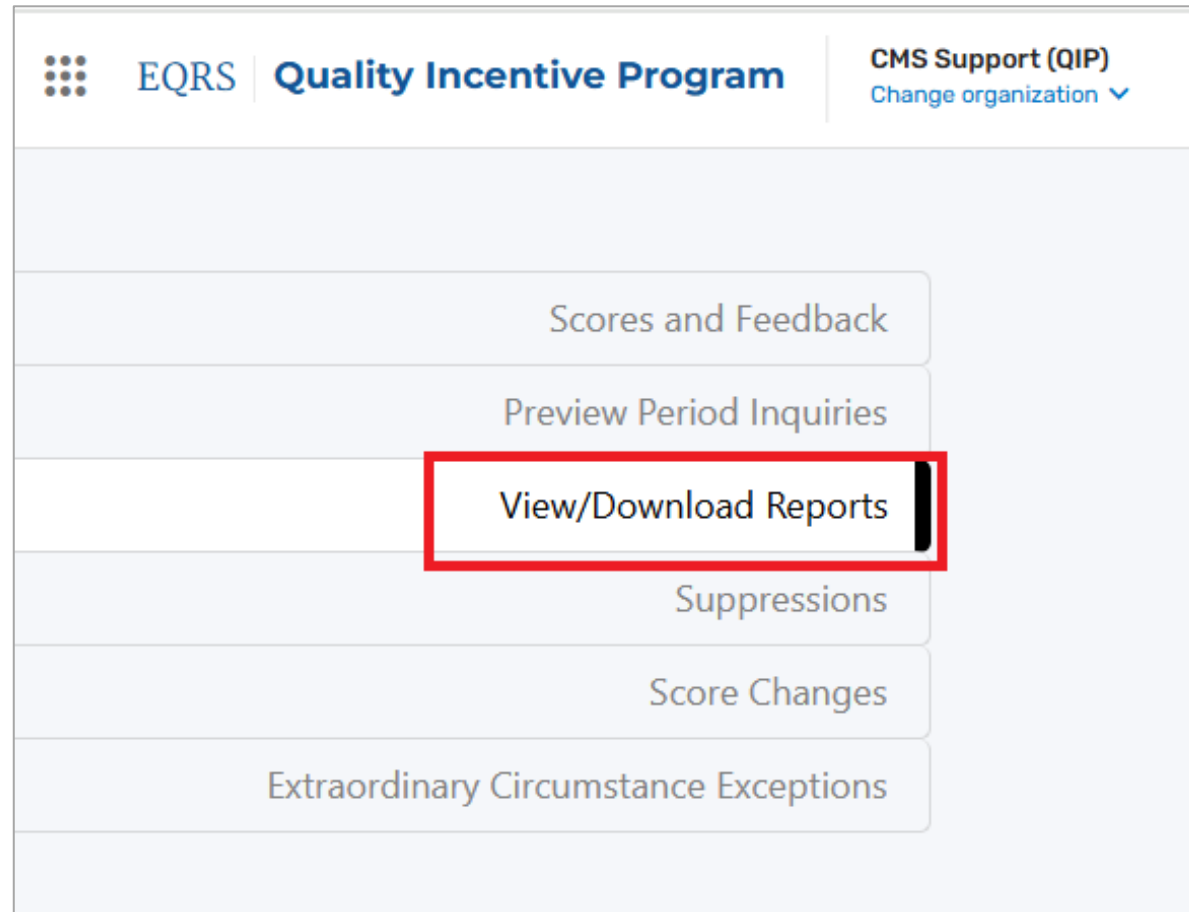 EQRS Quality Incentive Program
CMS Support (QIP)
Change organization
Scores and Feedback
Preview Period Inquiries
View/Download Reports
Suppressions
Score Changes
Extraordinary Circumstance Exceptions